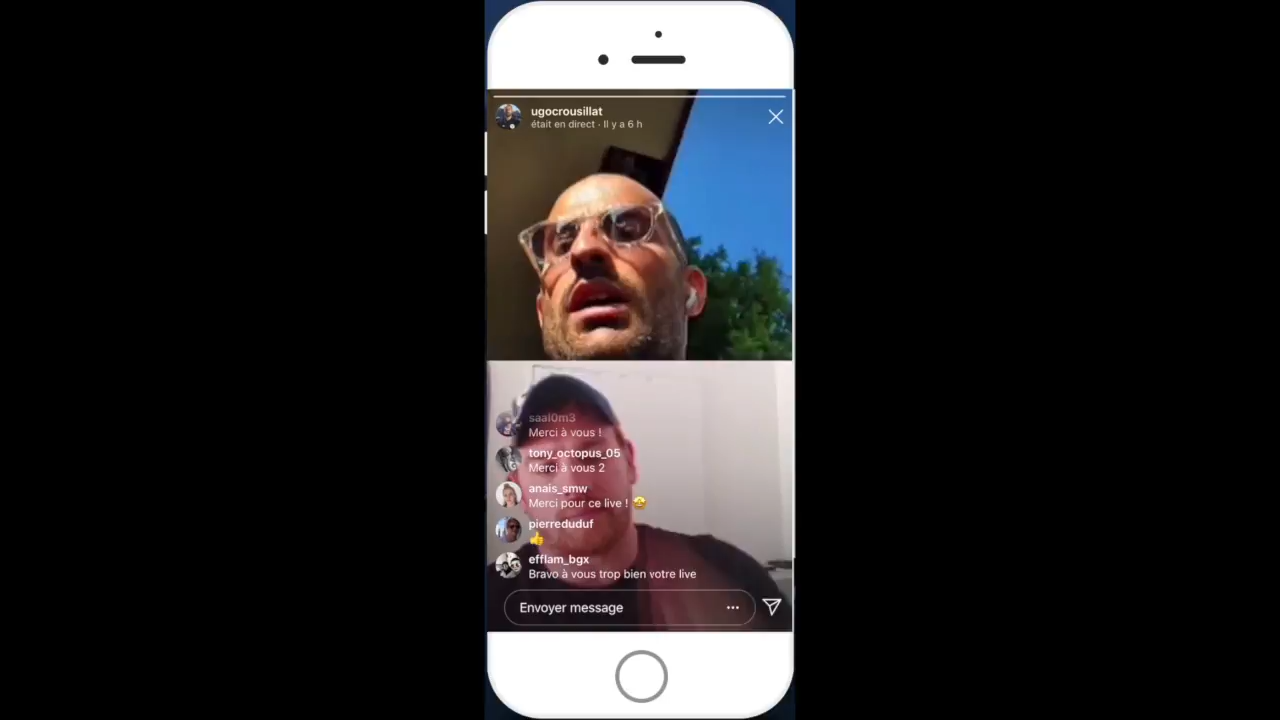 ugocrousillat
était en direct · Il y a 6 h
saal0m3
Merci à vous !
tony_octopus_05
Merci à vous 2
anais_smw
Merci pour ce live ! 🤩
pierreduduf
👍
efflam_bgx
Bravo à vous trop bien votre live
Envoyer message